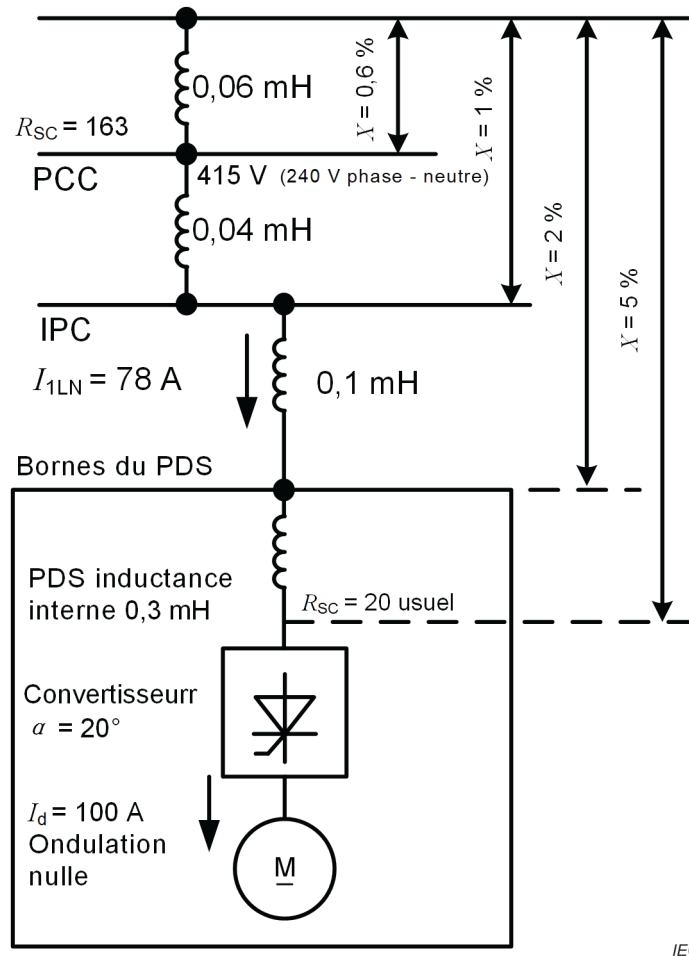 0,06 mH
X = 0,6 %
X = 1 %
X = 2 %
X = 5 %
RSC = 163
PCC
415 V (240 V phase - neutre)
0,04 mH
IPC
I1LN = 78 A
0,1 mH
Bornes du PDS
PDS inductance
interne 0,3 mH
RSC = 20 usuel
Convertisseurr
α = 20°
Id = 100 A
Ondulation
nulle
M